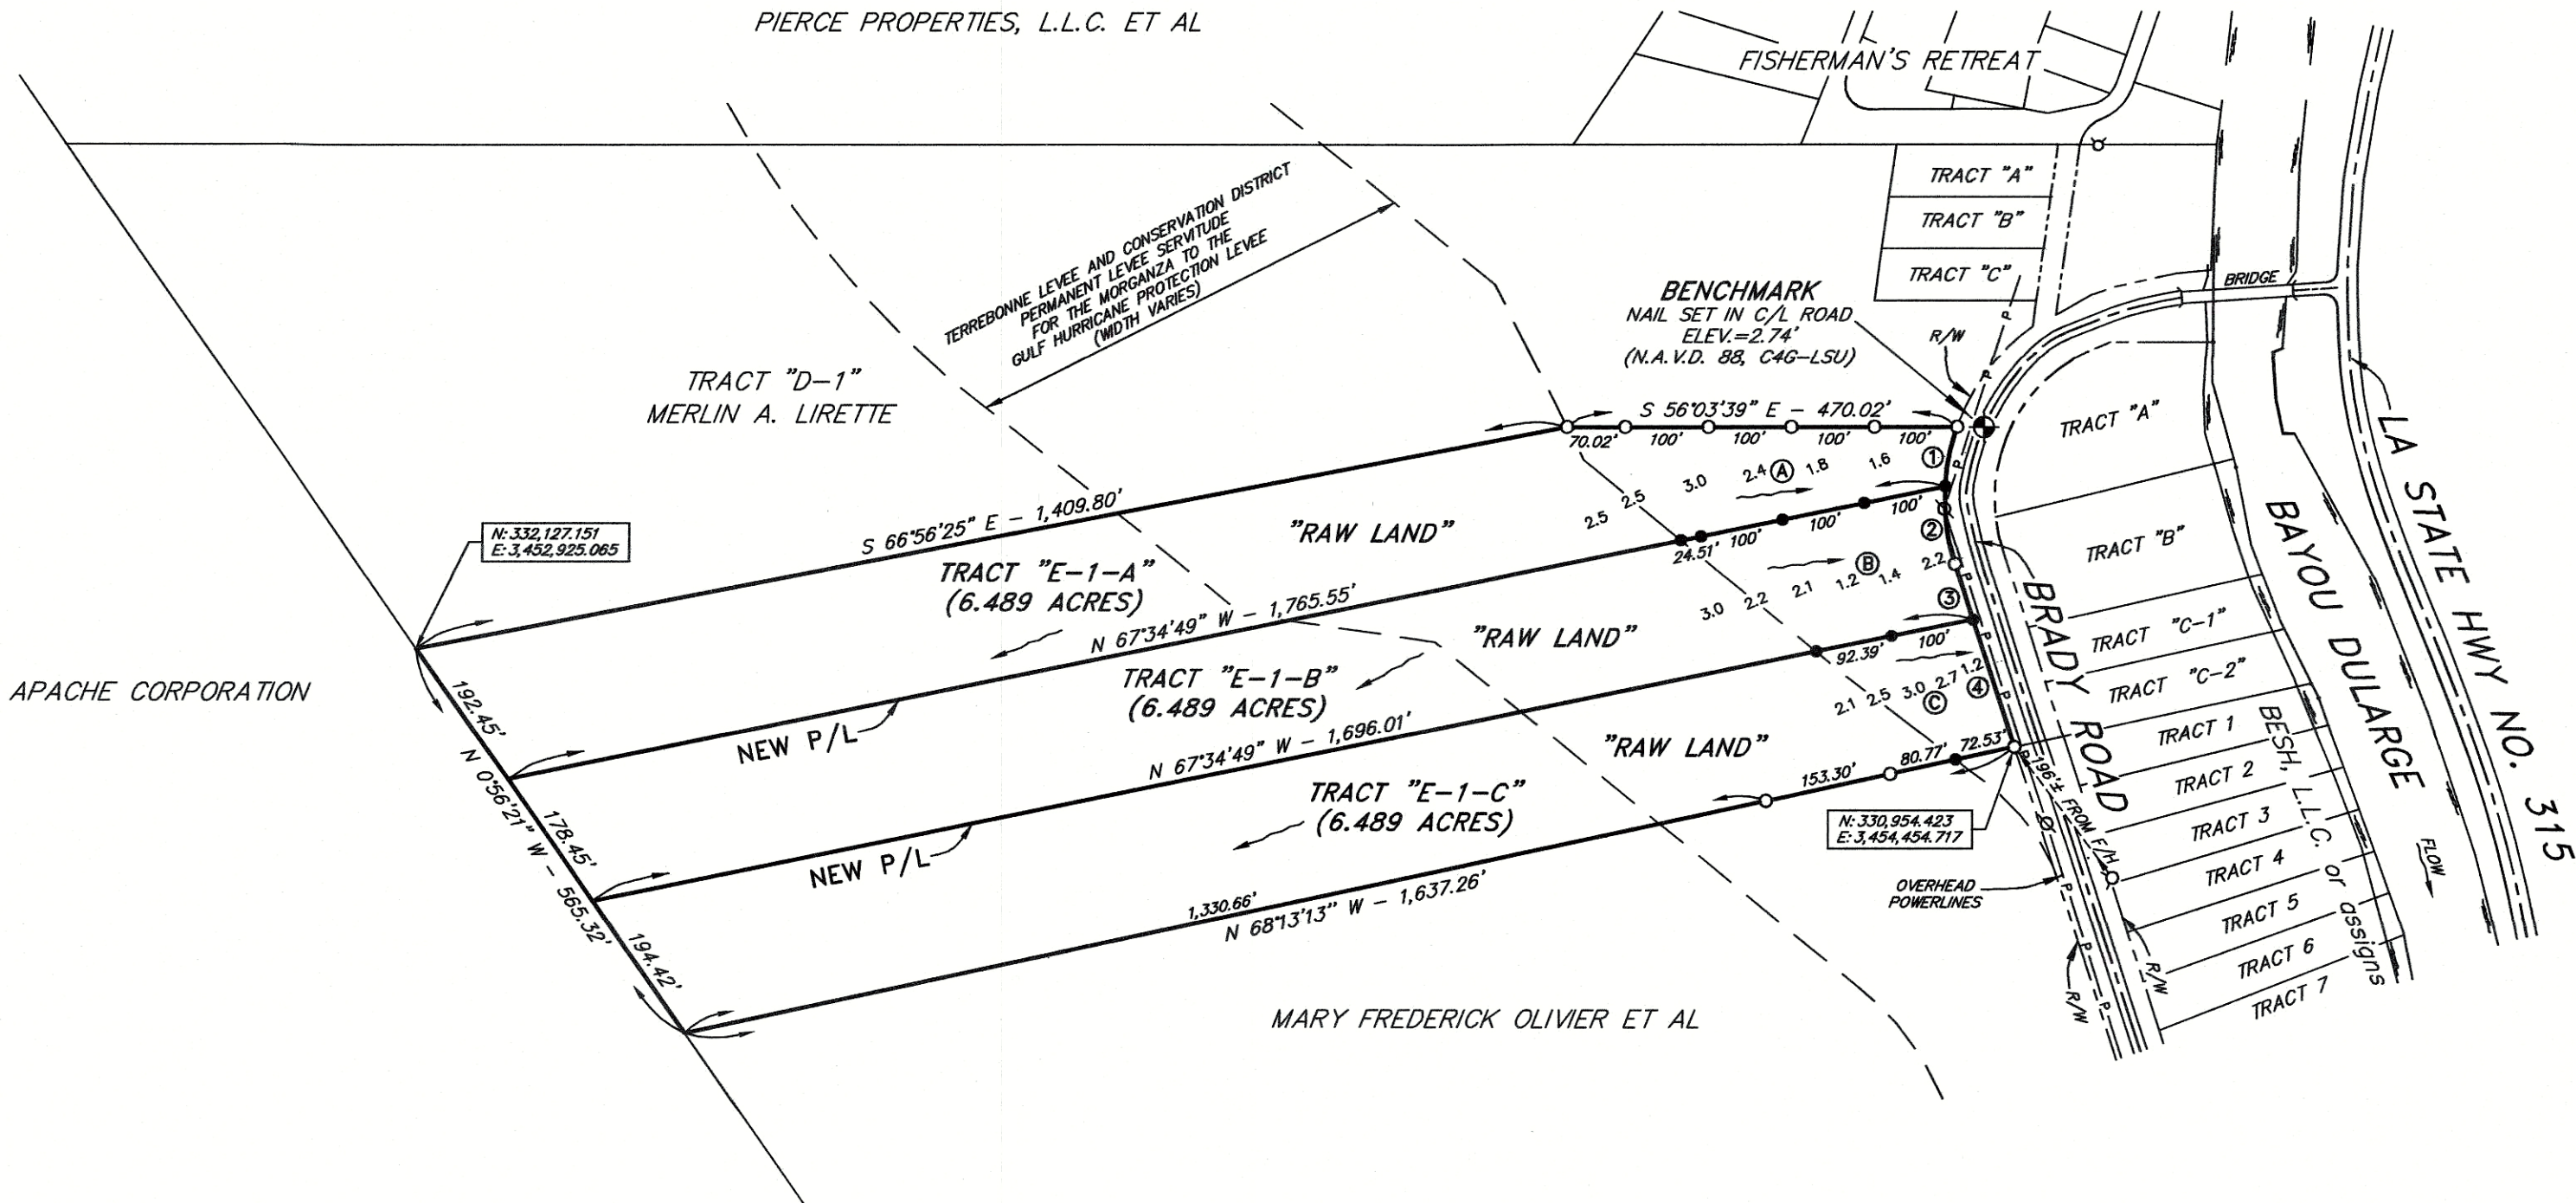 PIERCE PROPERTIES, L.L.C. ET AL
FISHERMAN'S RETREAT
TRACT "A"
TRACT "B"
TRACT "C"
TERREBONNE LEVEE AND CONSERVATION DISTRICT
PERMANENT LEVEE SERVITUDE
FOR THE MORGANZA TO THE
GULF HURRICANE PROTECTION LEVEE
(WIDTH VARIES)
BRIDGE
BENCHMARK
NAIL SET IN C/L ROAD
ELEV.=2.74'
(N.A.V.D. 88, C4G-LSU)
R/W
P
P
TRACT "D-1"
MERLIN A. LIRETTE
S 56°03'39" E - 470.02'
70.02'
100'
100'
100'
100'
TRACT "A"
LA STATE HWY NO. 315
1
P
2.5
2.5
3.0
2.4
A
1.8
1.6
S 66°56'25" E - 1,409.80'
N: 332,127.151
E: 3,452,925.065
"RAW LAND"
24.51'
100'
100'
100'
2
TRACT "B"
BAYOU DULARGE
TRACT "E-1-A"
(6.489 ACRES)
3.0
2.2
2.1
1.2
B
1.4
2.2
P
N 67°34'49" W - 1,765.55'
3
BRADY ROAD
TRACT "C-1"
"RAW LAND"
92.39'
100'
P
TRACT "C-2"
APACHE CORPORATION
192.45'
TRACT "E-1-B"
(6.489 ACRES)
2.1
2.5
3.0
2.7
1.2
C
4
P
NEW P/L
N 67°34'49" W - 1,696.01'
"RAW LAND"
TRACT 1
BESH, L.L.C. or assigns
N 0°56'21" W - 565.32'
153.30'
80.77'
72.53'
P
196'± FROM F/H
TRACT 2
178.45'
TRACT "E-1-C"
(6.489 ACRES)
N: 330,954.423
E: 3,454,454.717
TRACT 3
NEW P/L
TRACT 4
FLOW
OVERHEAD
POWERLINES
P
1,330.66'
N 68°13'13" W - 1,637.26'
TRACT 5
194.42'
P
TRACT 6
R/W
R/W
P
TRACT 7
MARY FREDERICK OLIVIER ET AL